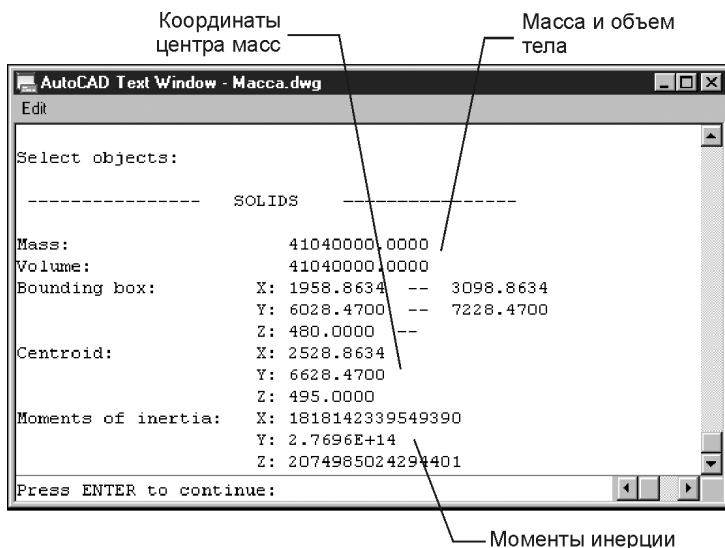 Координаты
центра масс
Масса и объем
тела
AutoCAD Text Window - Macca.dwg
Edit
Select objects:
---------------- SOLIDS ----------------
Mass: 41040000.0000
Volume: 41040000.0000
Bounding box: X: 1958.8634 -- 3098.8634
Y: 6028.4700 -- 7228.4700
Z: 480.0000 --
Centroid: X: 2528.8634
Y: 6628.4700
Z: 495.0000
Moments of inertia: X: 1818142339549390
Y: 2.7696E+14
Z: 2074985024294401
Press ENTER to continue:
Моменты инерции